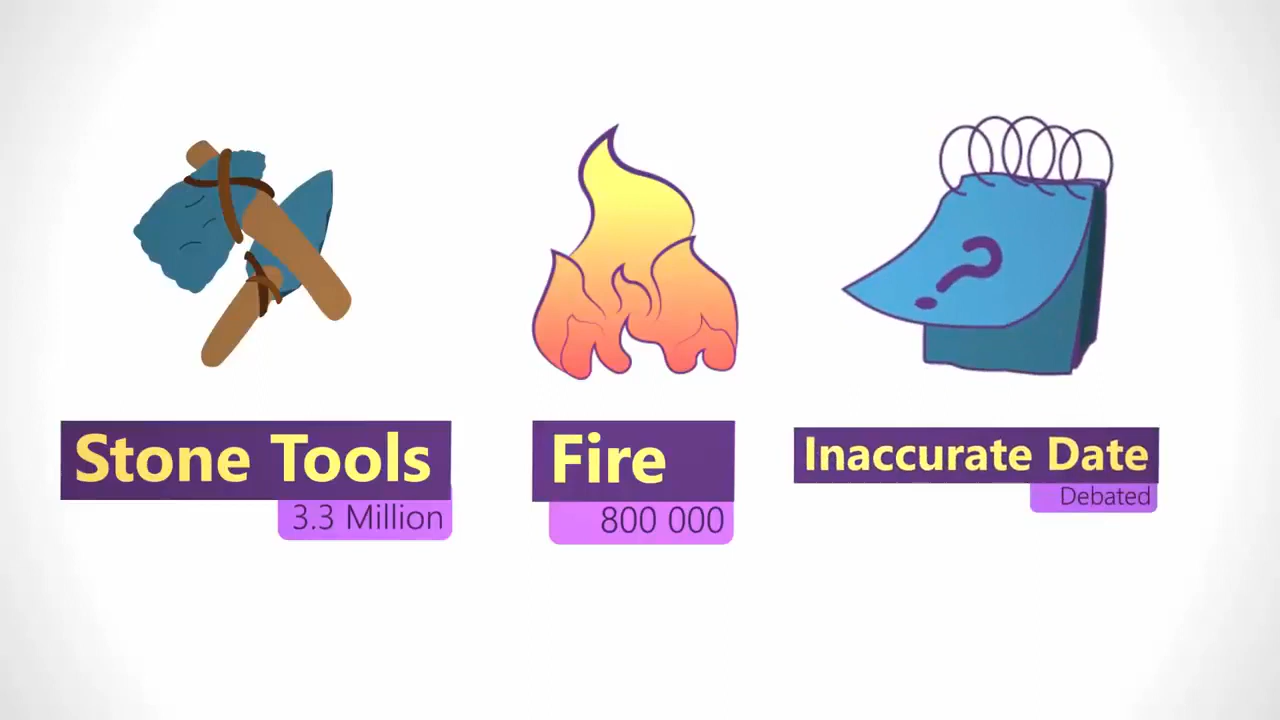 Stone Tools
3.3 Million
Fire
800 000
?
Inaccurate Date
Debated